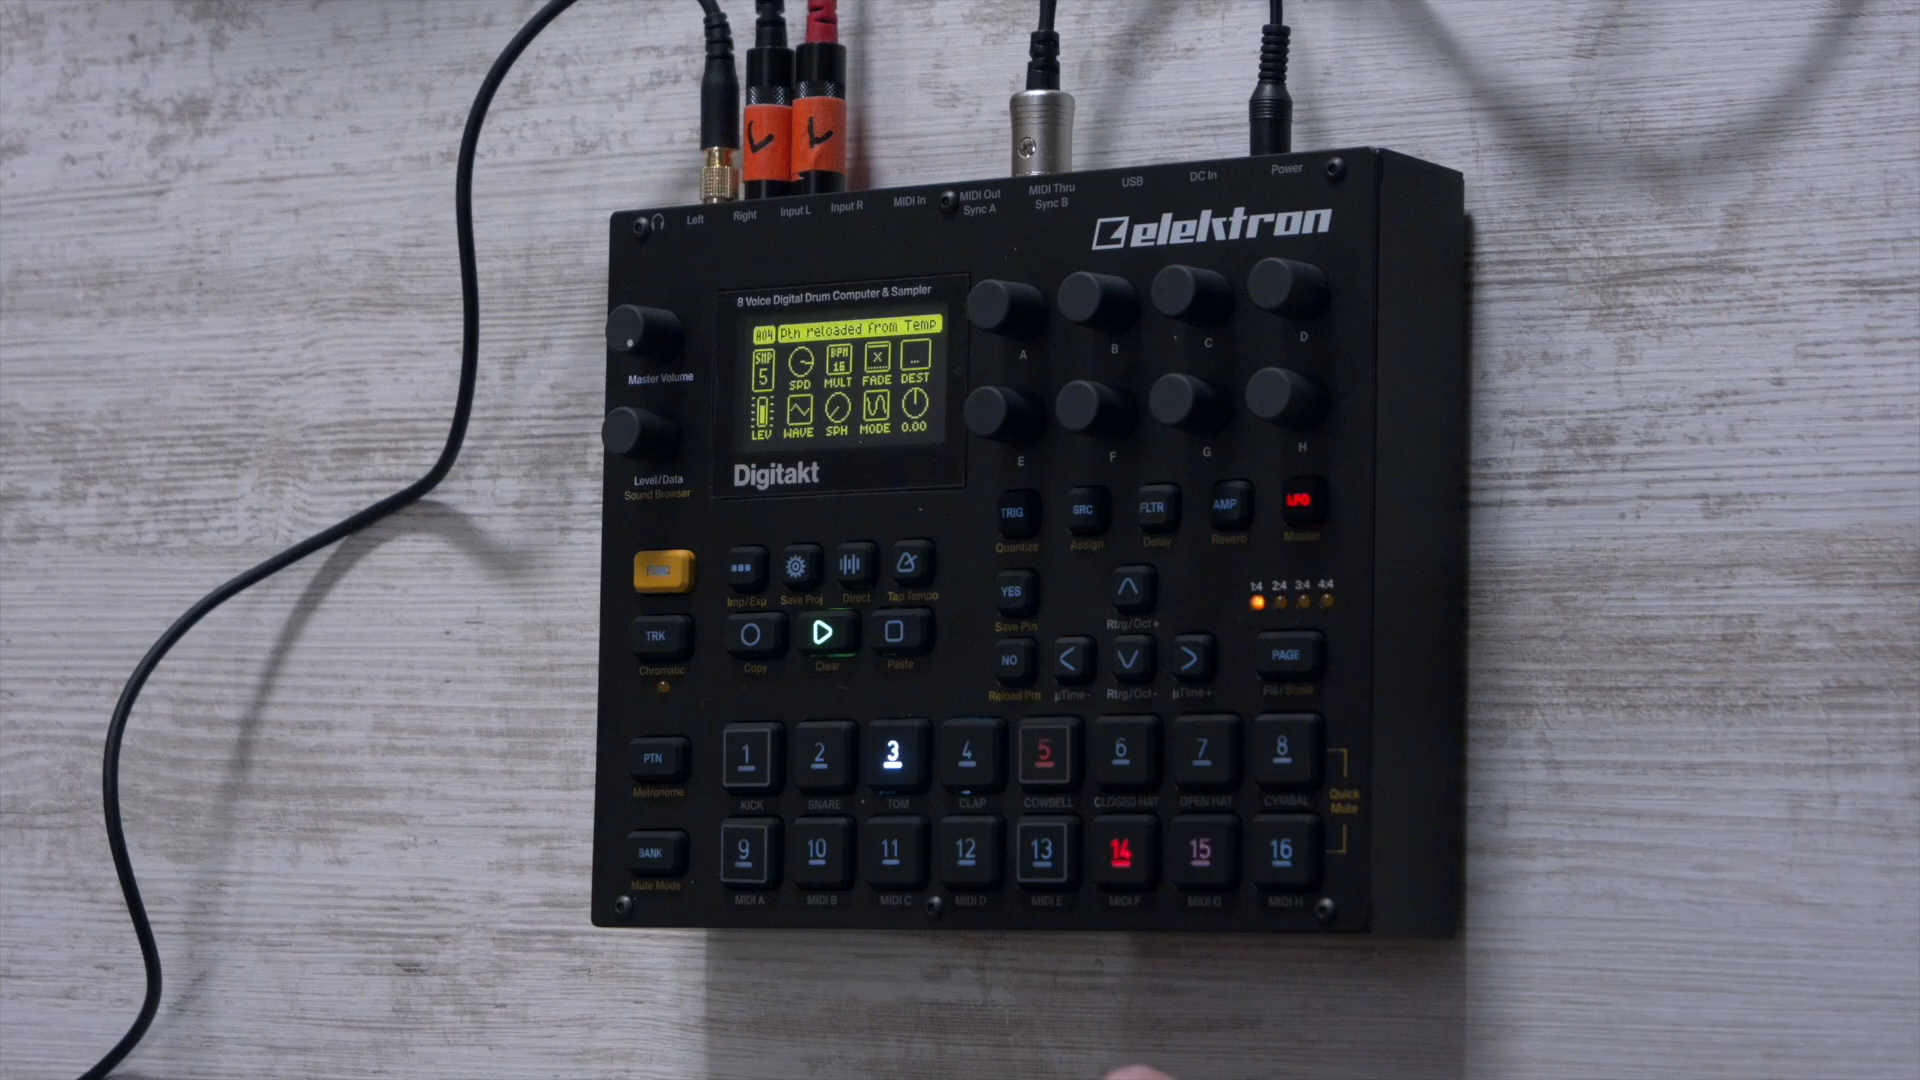 L L
Left Right Input L Input R MIDI In MIDI Out Sync A MIDI Thru Sync B USB DC In Power
elektron
8 Voice Digital Drum Computer & Sampler
A04 Ptn reloaded from Temp
SMP 5 SPD BPM 16 MULT X FADE ... DEST
LEV WAVE SPH MODE 0.00
Digitakt
Master Volume
Level/Data
Sound Browser
A B C D
E F G H
TRIG SRC FLTR AMP LFO
Quantize Assign Delay Reverb Master
FUNC
Imp/Exp Save Proj Direct Tap Tempo
YES
Save Ptn
1:4 2:4 3:4 4:4
Rtrg/Oct +
TRK
Chromatic
Copy Clear Paste
NO
Reload Ptn µTime- Rtrg/Oct- µTime+
PAGE
Fill/Scale
PTN
Metronome
1 2 3 4 5 6 7 8
KICK SNARE TOM CLAP COWBELL CLOSED HAT OPEN HAT CYMBAL
Quick
Mute
BANK
Mute Mode
9 10 11 12 13 14 15 16
MIDI A MIDI B MIDI C MIDI D MIDI E MIDI F MIDI G MIDI H